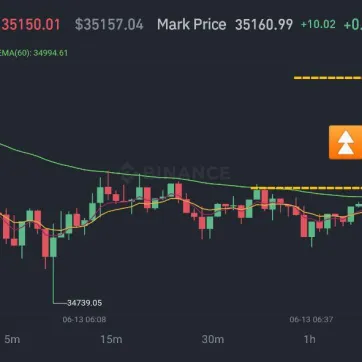 35150.01 $35157.04 Mark Price 35160.99 +10.02 +0
EMA(60): 34994.61
BINANCE
34739.05
06-13 06:08 06-13 06:37
5m 15m 30m 1h